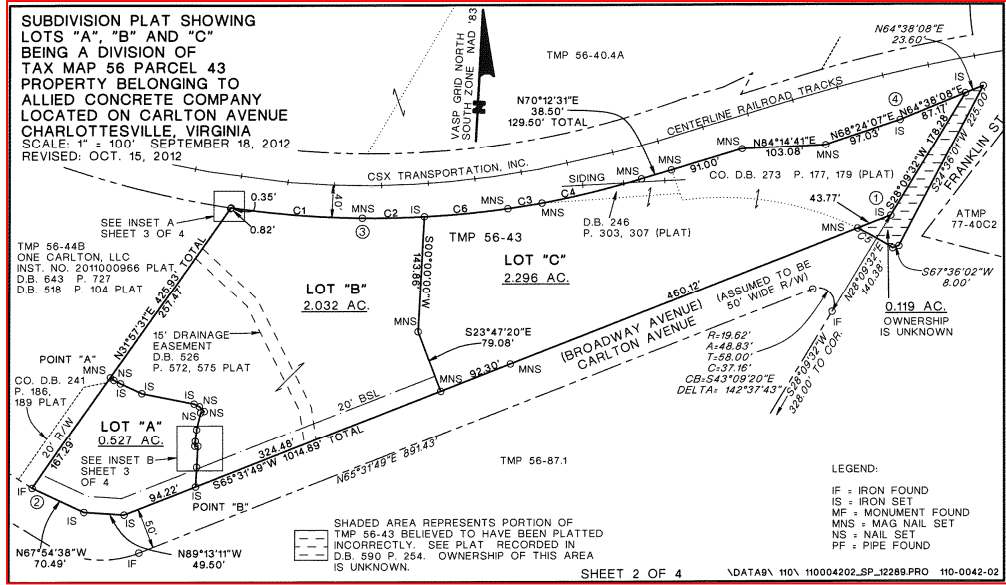 SUBDIVISION PLAT SHOWING
LOTS "A", "B" AND "C"
BEING A DIVISION OF
TAX MAP 56 PARCEL 43
PROPERTY BELONGING TO
ALLIED CONCRETE COMPANY
LOCATED ON CARLTON AVENUE
CHARLOTTESVILLE, VIRGINIA
SCALE: 1" = 100' SEPTEMBER 18, 2012
REVISED: OCT. 15, 2012
VASP GRID NORTH
SOUTH ZONE NAD '83
N
TMP 56-40.4A
N64°38'08"E
23.60'
IS
N70°12'31"E
38.50'
129.50' TOTAL
CENTERLINE RAILROAD TRACKS
4
N64°38'08"E
87.17'
IS
N68°24'07"E
97.03'
MNS
N84°14'41"E
103.08'
MNS
91.00'
CSX TRANSPORTATION, INC.
SIDING
MNS
CO. D.B. 273 P. 177, 179 (PLAT)
S28°09'32"W 118.38'
S24°36'01"W 225.00'
FRANKLIN ST.
0.35'
40'
C1
MNS
C2
IS
C6
MNS
C3
C4
MNS
3
0.82'
SEE INSET A
SHEET 3 OF 4
D.B. 246
P. 303, 307 (PLAT)
43.77'
1
IS
MNS
C5
ATMP
77-40C2
TMP 56-44B
ONE CARLTON, LLC
INST. NO. 2011000966 PLAT
D.B. 643 P. 727
D.B. 518 P. 104 PLAT
TMP 56-43
LOT "C"
2.296 AC.
S00°00'00"W
143.86'
LOT "B"
2.032 AC.
N31°57'31"E 425.93' TOTAL
257.47'
S67°36'02"W
8.00'
N28°09'32"E
140.38'
0.119 AC.
OWNERSHIP
IS UNKNOWN
460.12'
(ASSUMED TO BE
50' WIDE R/W)
(BROADWAY AVENUE)
CARLTON AVENUE
MNS
S23°47'20"E
79.08'
IF
R=19.62'
A=48.83'
T=58.00'
C=37.16'
CB=S43°09'20"E
DELTA= 142°37'43"
S28°09'32"W
328.00' TO COR.
15' DRAINAGE
EASEMENT
D.B. 526
P. 572, 575 PLAT
POINT "A"
MNS
NS
IS
IS
NS
NS
CO. D.B. 241
P. 186,
189 PLAT
MNS
92.30'
MNS
20' BSL
20' R/W
167.29'
LOT "A"
0.527 AC.
SEE INSET B
SHEET 3
OF 4
324.48'
S65°31'49"W 1014.89' TOTAL
N65°31'49"E 891.43'
TMP 56-87.1
IF
2
IS
IS
94.22'
IS
POINT "B"
50'
IF
N67°54'38"W
70.49'
N89°13'11"W
49.50'
SHADED AREA REPRESENTS PORTION OF
TMP 56-43 BELIEVED TO HAVE BEEN PLATTED
INCORRECTLY. SEE PLAT RECORDED IN
D.B. 590 P. 254. OWNERSHIP OF THIS AREA
IS UNKNOWN.
LEGEND:
IF = IRON FOUND
IS = IRON SET
MF = MONUMENT FOUND
MNS = MAG NAIL SET
NS = NAIL SET
PF = PIPE FOUND
SHEET 2 OF 4
\DATA9\ 110\ 110004202_SP_12289.PRO 110-0042-02